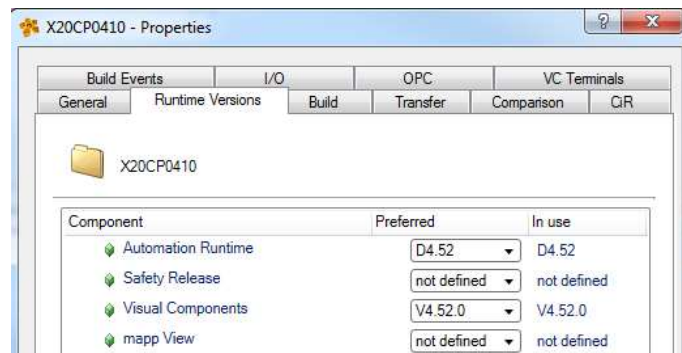 X20CP0410 - Properties
Build Events I/O OPC VC Terminals
General Runtime Versions Build Transfer Comparison CiR
X20CP0410
Component Preferred In use
Automation Runtime D4.52 D4.52
Safety Release not defined not defined
Visual Components V4.52.0 V4.52.0
mapp View not defined not defined